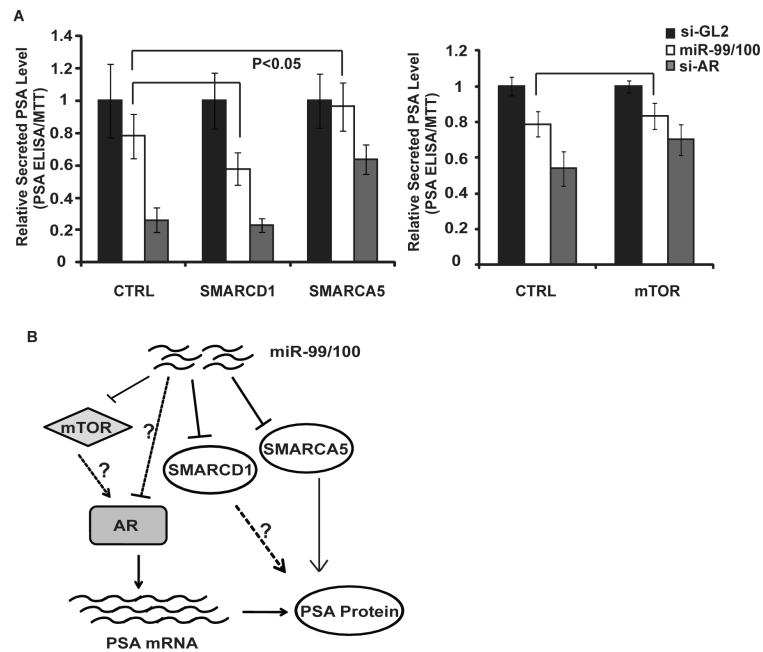 A
Relative Secreted PSA Level
(PSA ELISA/MTT)
1.4
1.2
1
0.8
0.6
0.4
0.2
0
P<0.05
CTRL
SMARCD1
SMARCA5
Relative Secreted PSA Level
(PSA ELISA/MTT)
1.2
1
0.8
0.6
0.4
0.2
0
CTRL
mTOR
si-GL2
miR-99/100
si-AR
B
miR-99/100
mTOR
?
SMARCA5
SMARCD1
?
AR
?
PSA Protein
PSA mRNA